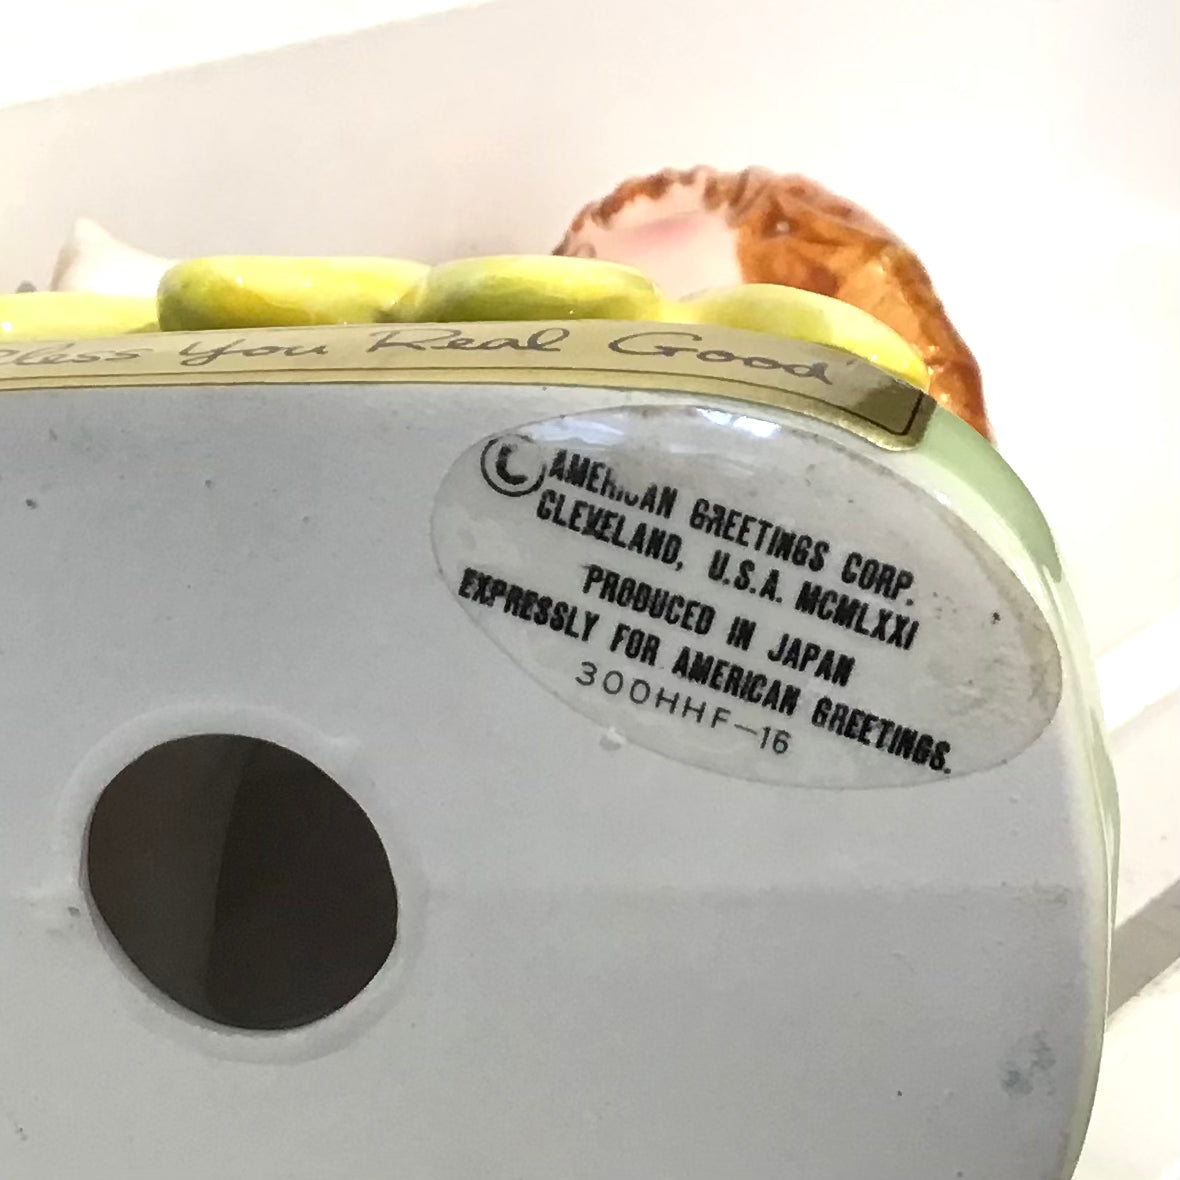 Bless You Real Good
© AMERICAN GREETINGS CORP.
CLEVELAND, U.S.A. MCMLXXI
PRODUCED IN JAPAN
EXPRESSLY FOR AMERICAN GREETINGS.
300HHF-16